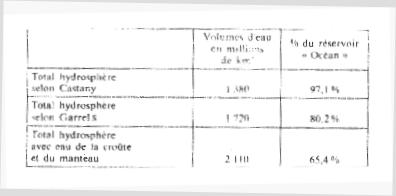 Volumes d'eau
en millions
de km³
% du réservoir
« Océan »
Total hydrosphère
selon Castany
1 380
97,1 %
Total hydrosphère
selon Garrels
1 720
80,2 %
Total hydrosphère
avec eau de la croûte
et du manteau
2 110
65,4 %